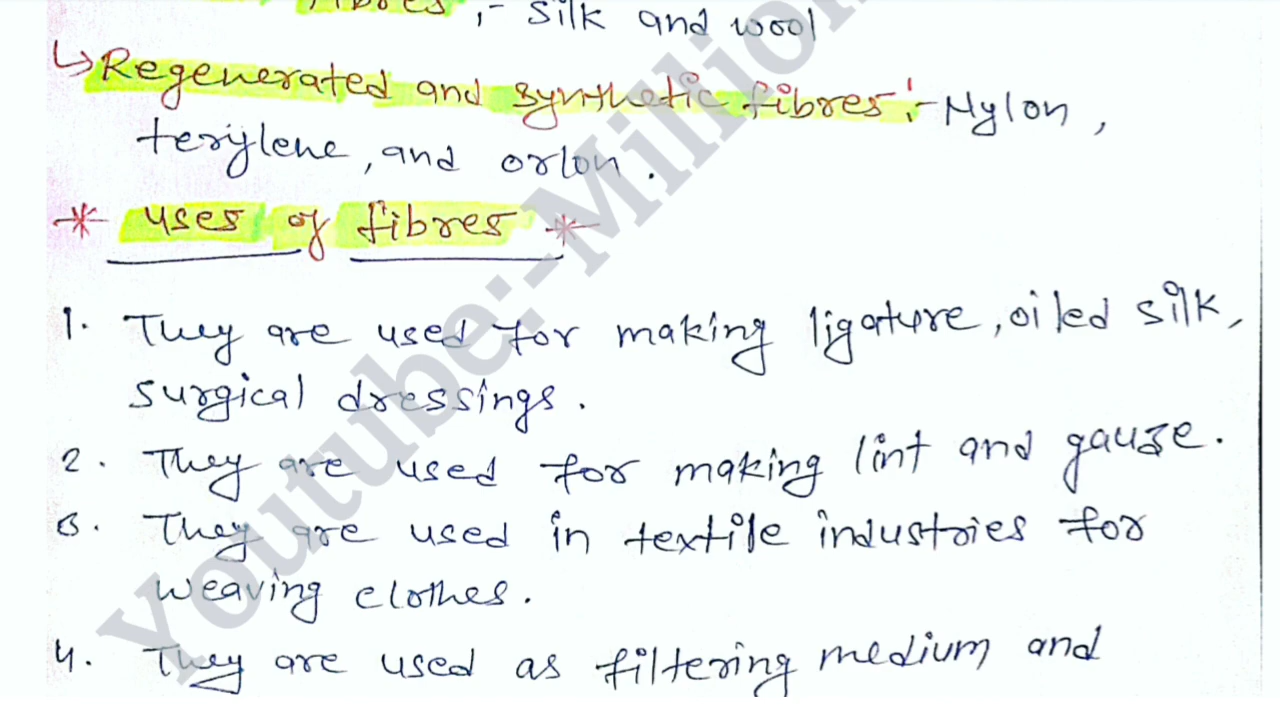 fibres :- silk and wool
↳ Regenerated and synthetic fibres :- Nylon,
terylene, and orlon.
* uses of fibres *
1. They are used for making ligature, oiled silk,
surgical dressings.
2. They are used for making lint and gauze.
3. They are used in textile industries for
weaving clothes.
4. They are used as filtering medium and
Youtube:-Million